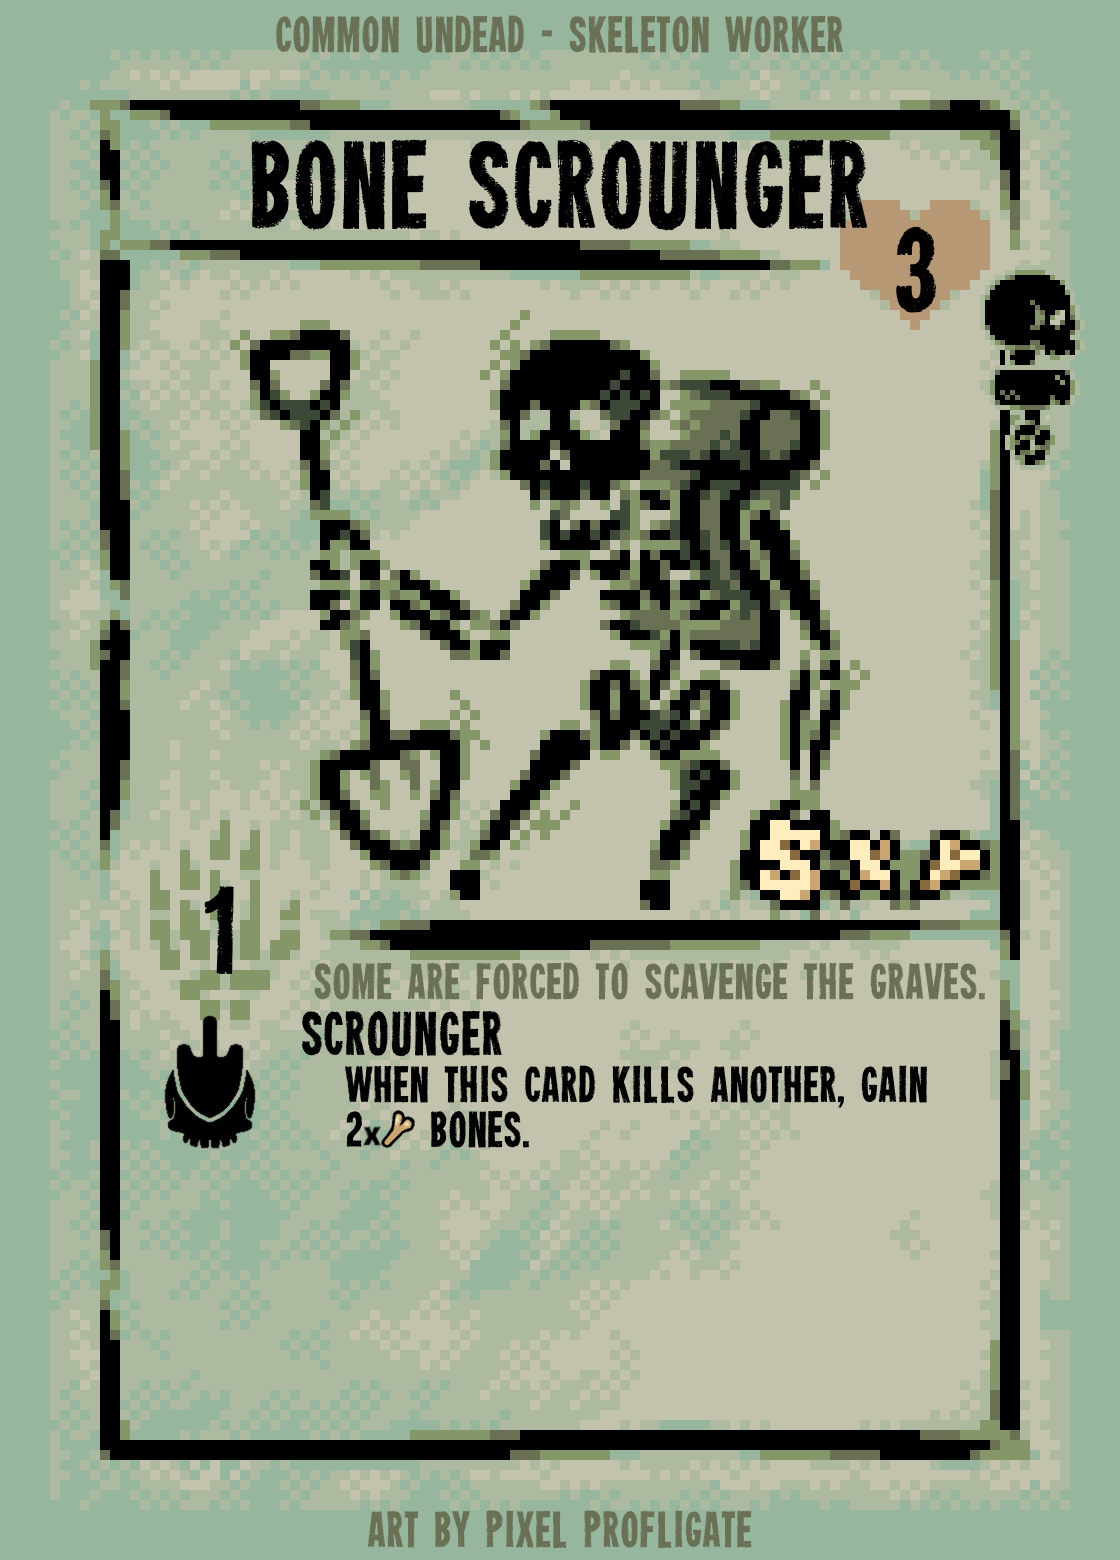 COMMON UNDEAD - SKELETON WORKER
BONE SCROUNGER
3
5 X
1
SOME ARE FORCED TO SCAVENGE THE GRAVES.
SCROUNGER
WHEN THIS CARD KILLS ANOTHER, GAIN
2x BONES.
ART BY PIXEL PROFLIGATE